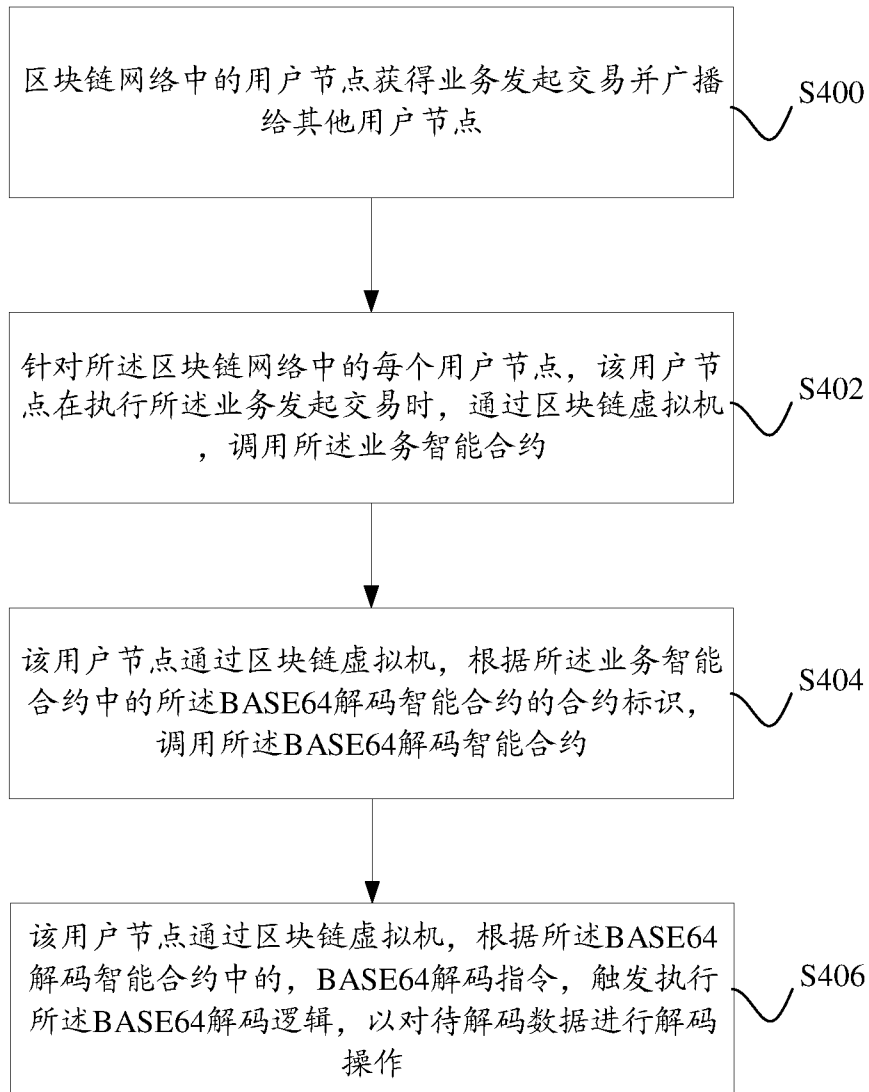 区块链网络中的用户节点获得业务发起交易并广播
给其他用户节点
S400
针对所述区块链网络中的每个用户节点，该用户节
点在执行所述业务发起交易时，通过区块链虚拟机
，调用所述业务智能合约
S402
该用户节点通过区块链虚拟机，根据所述业务智能
合约中的所述BASE64解码智能合约的合约标识，
调用所述BASE64解码智能合约
S404
该用户节点通过区块链虚拟机，根据所述BASE64
解码智能合约中的，BASE64解码指令，触发执行
所述BASE64解码逻辑，以对待解码数据进行解码
操作
S406